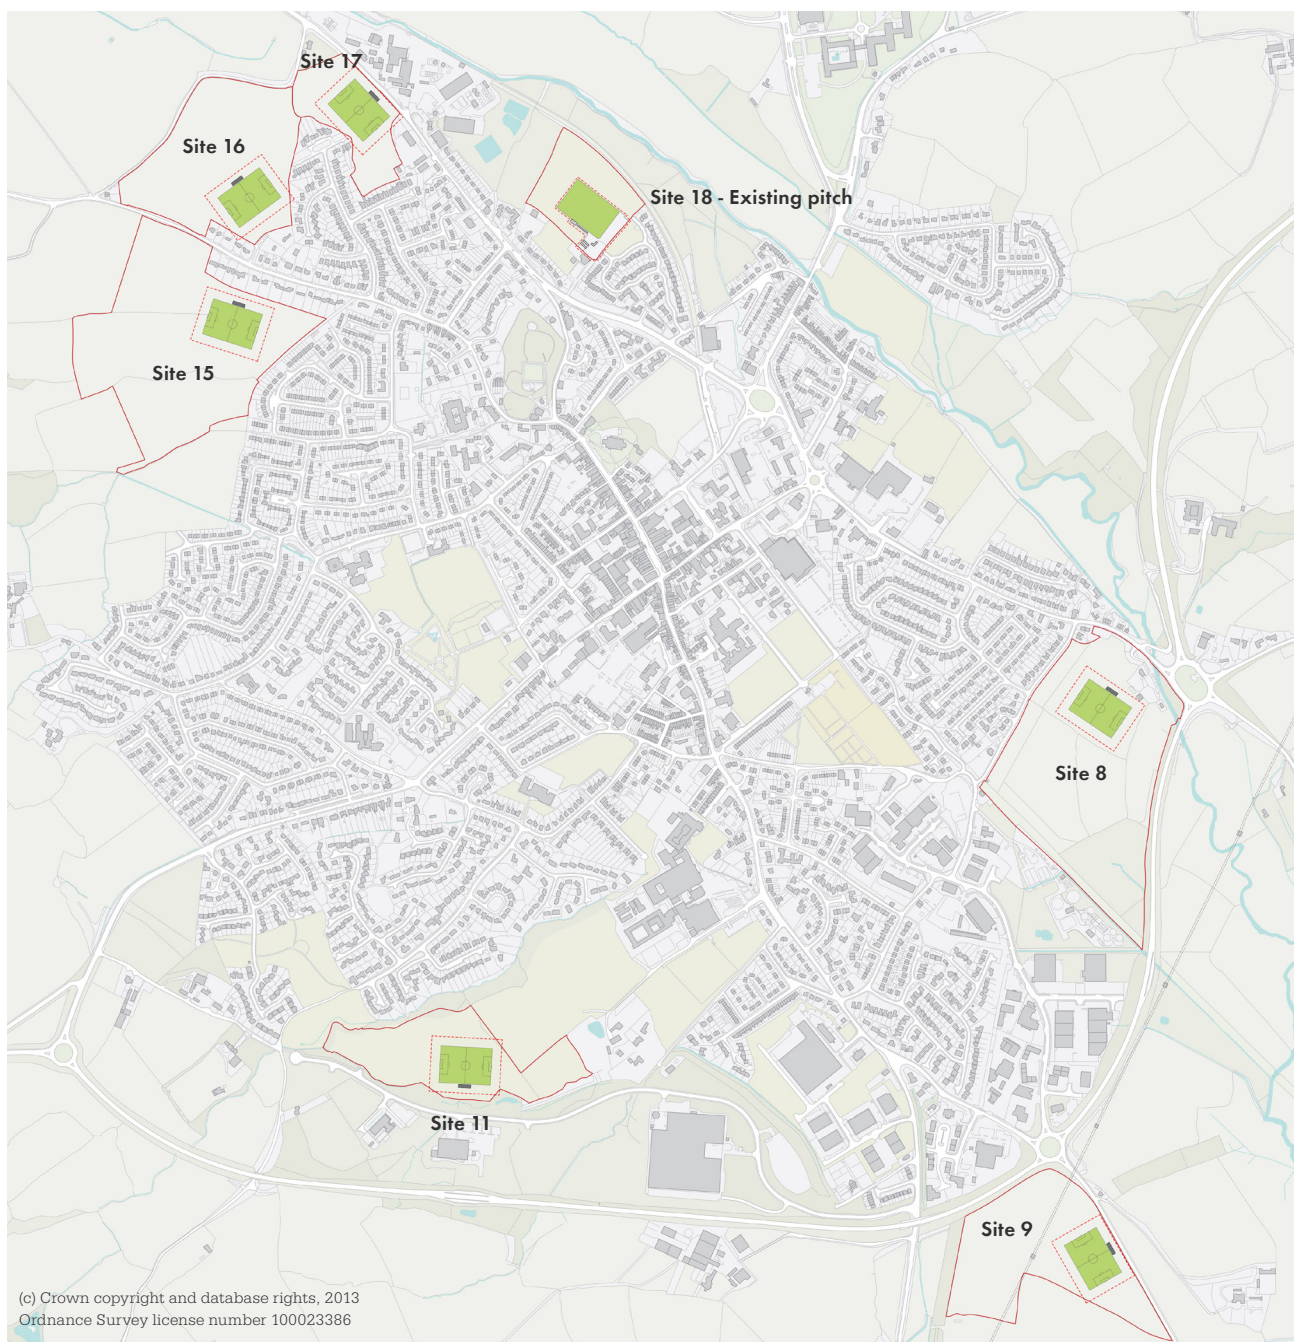 Site 17
Site 16
Site 18 - Existing pitch
Site 15
Site 8
Site 11
Site 9
(c) Crown copyright and database rights, 2013
Ordnance Survey license number 100023386